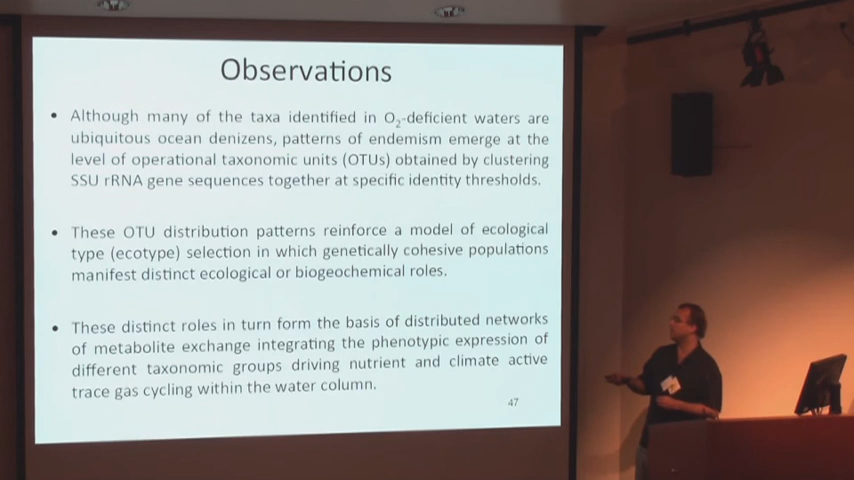 Observations
• Although many of the taxa identified in O2-deficient waters are
ubiquitous ocean denizens, patterns of endemism emerge at the
level of operational taxonomic units (OTUs) obtained by clustering
SSU rRNA gene sequences together at specific identity thresholds.
• These OTU distribution patterns reinforce a model of ecological
type (ecotype) selection in which genetically cohesive populations
manifest distinct ecological or biogeochemical roles.
• These distinct roles in turn form the basis of distributed networks
of metabolite exchange integrating the phenotypic expression of
different taxonomic groups driving nutrient and climate active
trace gas cycling within the water column.
47